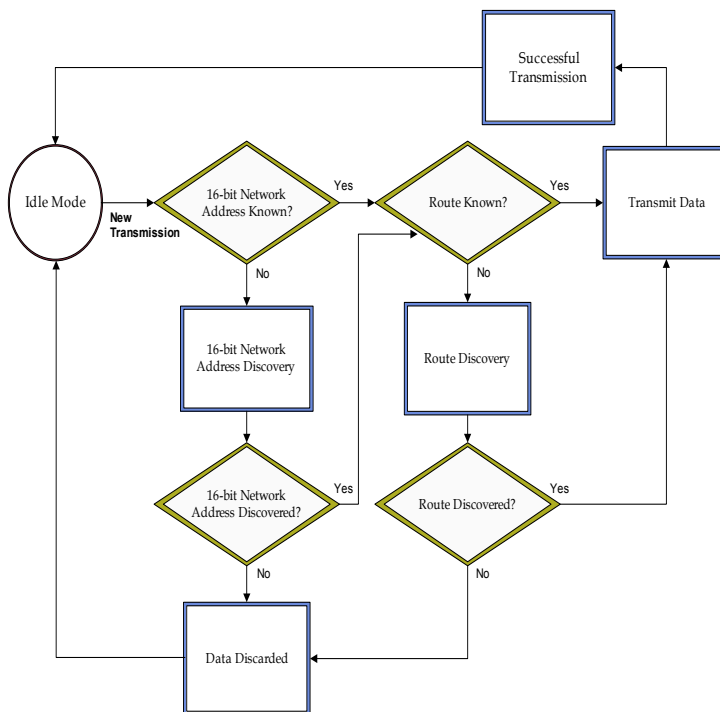 Successful
Transmission
Idle Mode
New
Transmission
16-bit Network
Address Known?
Yes
Route Known?
Yes
Transmit Data
No
No
16-bit Network
Address Discovery
Route Discovery
16-bit Network
Address Discovered?
Yes
Route Discovered?
Yes
No
No
Data Discarded